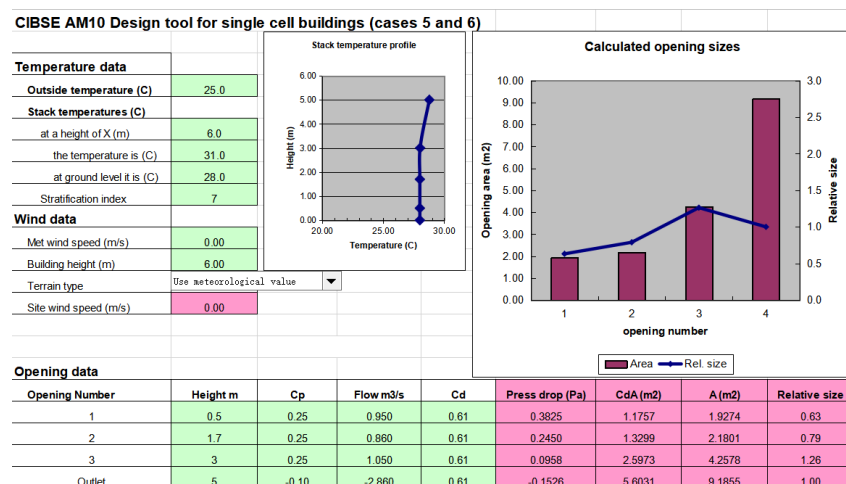 CIBSE AM10 Design tool for single cell buildings (cases 5 and 6)
Temperature data
Outside temperature (C) 25.0
Stack temperatures (C)
at a height of X (m) 6.0
the temperature is (C) 31.0
at ground level it is (C) 28.0
Stratification index 7
Wind data
Met wind speed (m/s) 0.00
Building height (m) 6.00
Terrain type Use meteorological value
Site wind speed (m/s) 0.00
Stack temperature profile
6.00
5.00
4.00
3.00
2.00
1.00
0.00
Height (m)
20.00 25.00 30.00
Temperature (C)
Calculated opening sizes
10.00
9.00
8.00
7.00
6.00
5.00
4.00
3.00
2.00
1.00
0.00
Opening area (m2)
3.0
2.5
2.0
1.5
1.0
0.5
0.0
Relative size
1 2 3 4
opening number
Area Rel. size
Opening data
Opening Number Height m Cp Flow m3/s Cd Press drop (Pa) CdA (m2) A (m2) Relative size
1 0.5 0.25 0.950 0.61 0.3825 1.1757 1.9274 0.63
2 1.7 0.25 0.860 0.61 0.2450 1.3299 2.1801 0.79
3 3 0.25 1.050 0.61 0.0958 2.5973 4.2578 1.26
Outlet 5 -0.10 -2.860 0.61 -0.1526 5.6031 9.1855 1.00